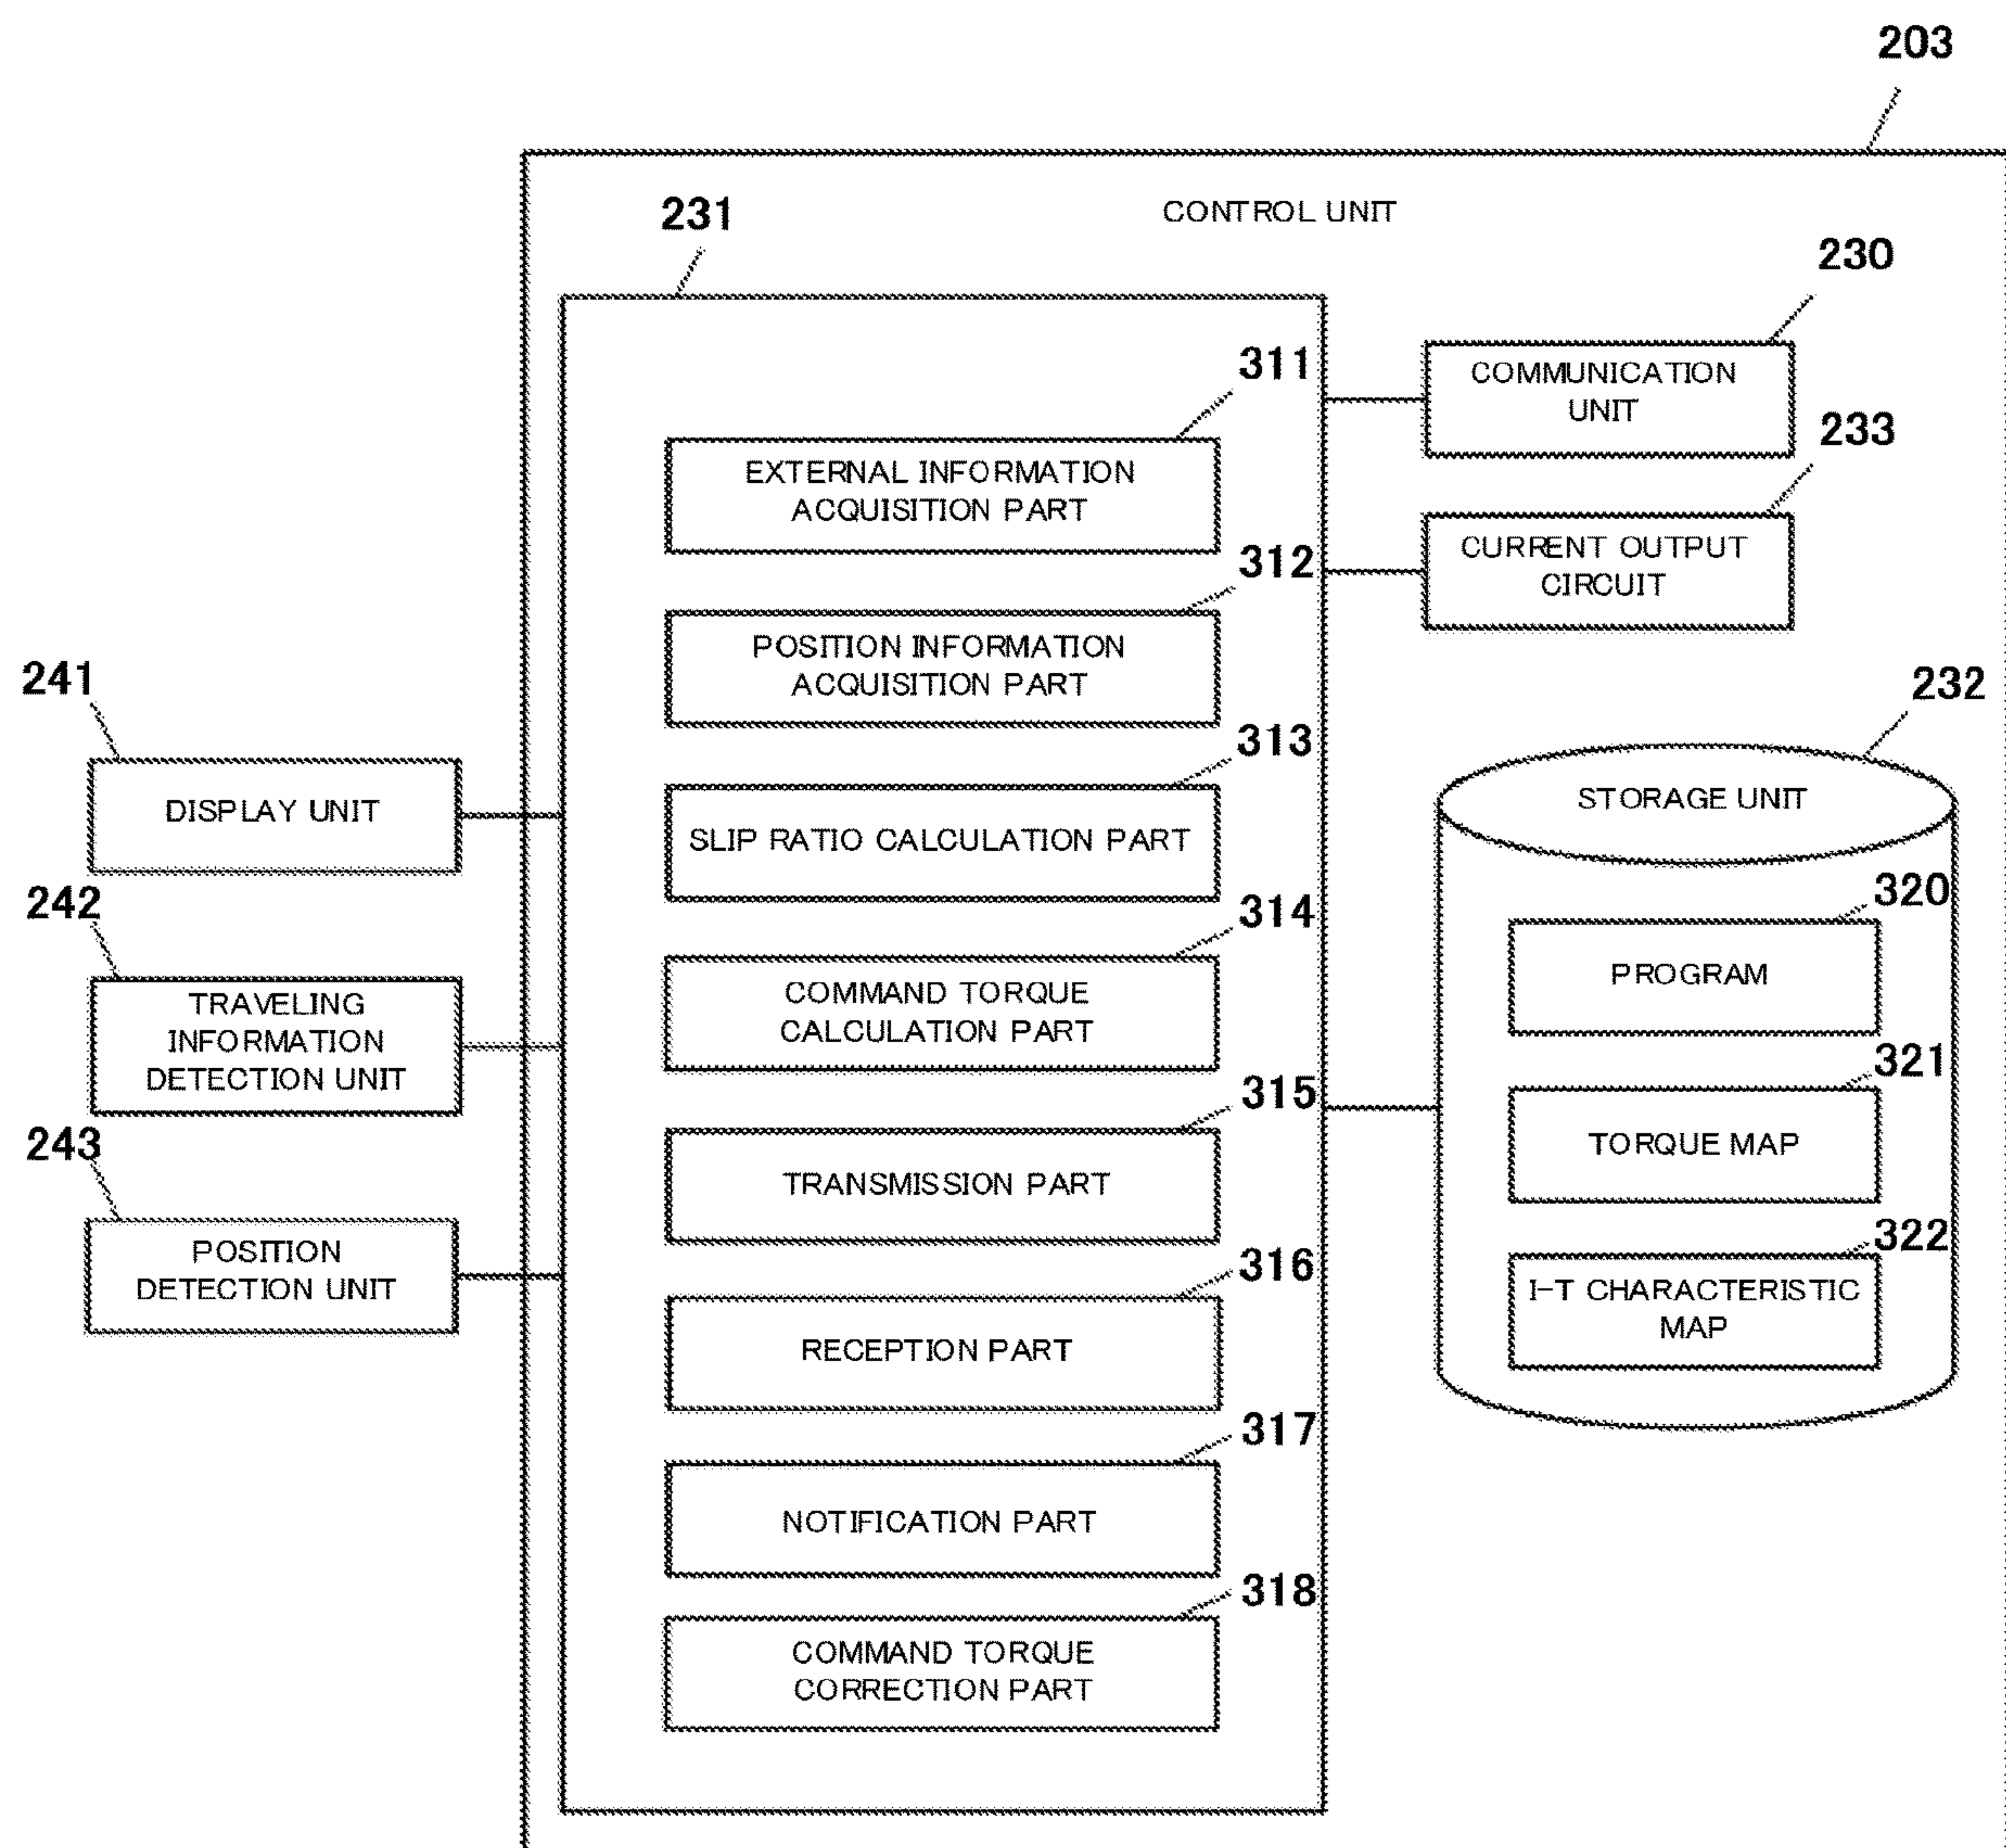 203
CONTROL UNIT
231
230
COMMUNICATION
UNIT
233
CURRENT OUTPUT
CIRCUIT
311
EXTERNAL INFORMATION
ACQUISITION PART
312
POSITION INFORMATION
ACQUISITION PART
313
SLIP RATIO CALCULATION PART
314
COMMAND TORQUE
CALCULATION PART
315
TRANSMISSION PART
316
RECEPTION PART
317
NOTIFICATION PART
318
COMMAND TORQUE
CORRECTION PART
241
DISPLAY UNIT
242
TRAVELING
INFORMATION
DETECTION UNIT
243
POSITION
DETECTION UNIT
232
STORAGE UNIT
320
PROGRAM
321
TORQUE MAP
322
I-T CHARACTERISTIC
MAP